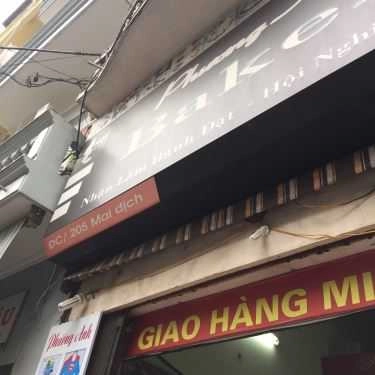 Phương
Bake
Nhận Làm Bánh Đặt - Hội Nghị
ĐC/ 205 Mai dịch
Phương Anh
GIAO HÀNG MI